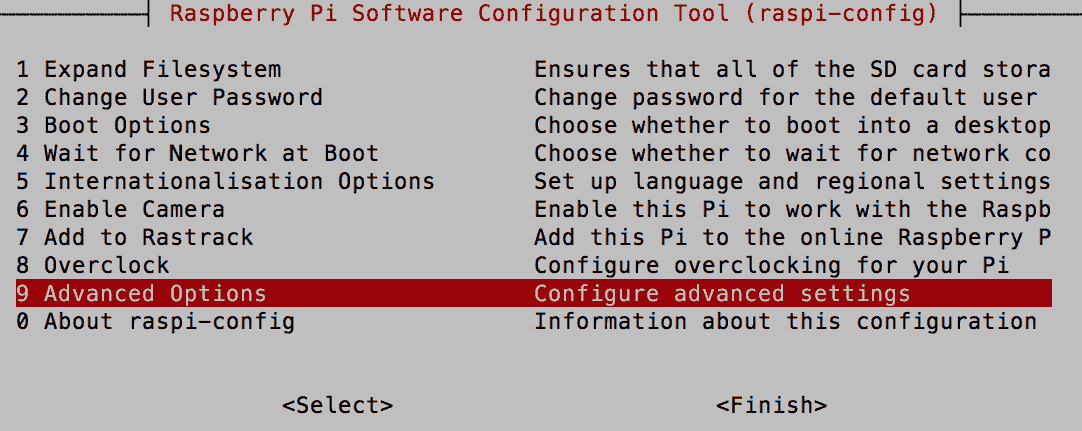 Raspberry Pi Software Configuration Tool (raspi-config)
1 Expand Filesystem Ensures that all of the SD card stora
2 Change User Password Change password for the default user
3 Boot Options Choose whether to boot into a desktop
4 Wait for Network at Boot Choose whether to wait for network co
5 Internationalisation Options Set up language and regional settings
6 Enable Camera Enable this Pi to work with the Raspb
7 Add to Rastrack Add this Pi to the online Raspberry P
8 Overclock Configure overclocking for your Pi
9 Advanced Options Configure advanced settings
0 About raspi-config Information about this configuration
<Select> <Finish>